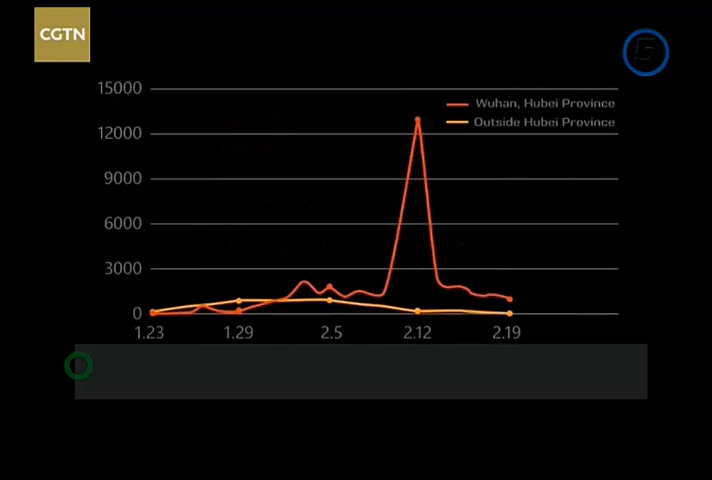 CGTN
15000
Wuhan, Hubei Province
Outside Hubei Province
12000
9000
6000
3000
0
1.23 1.29 2.5 2.12 2.19